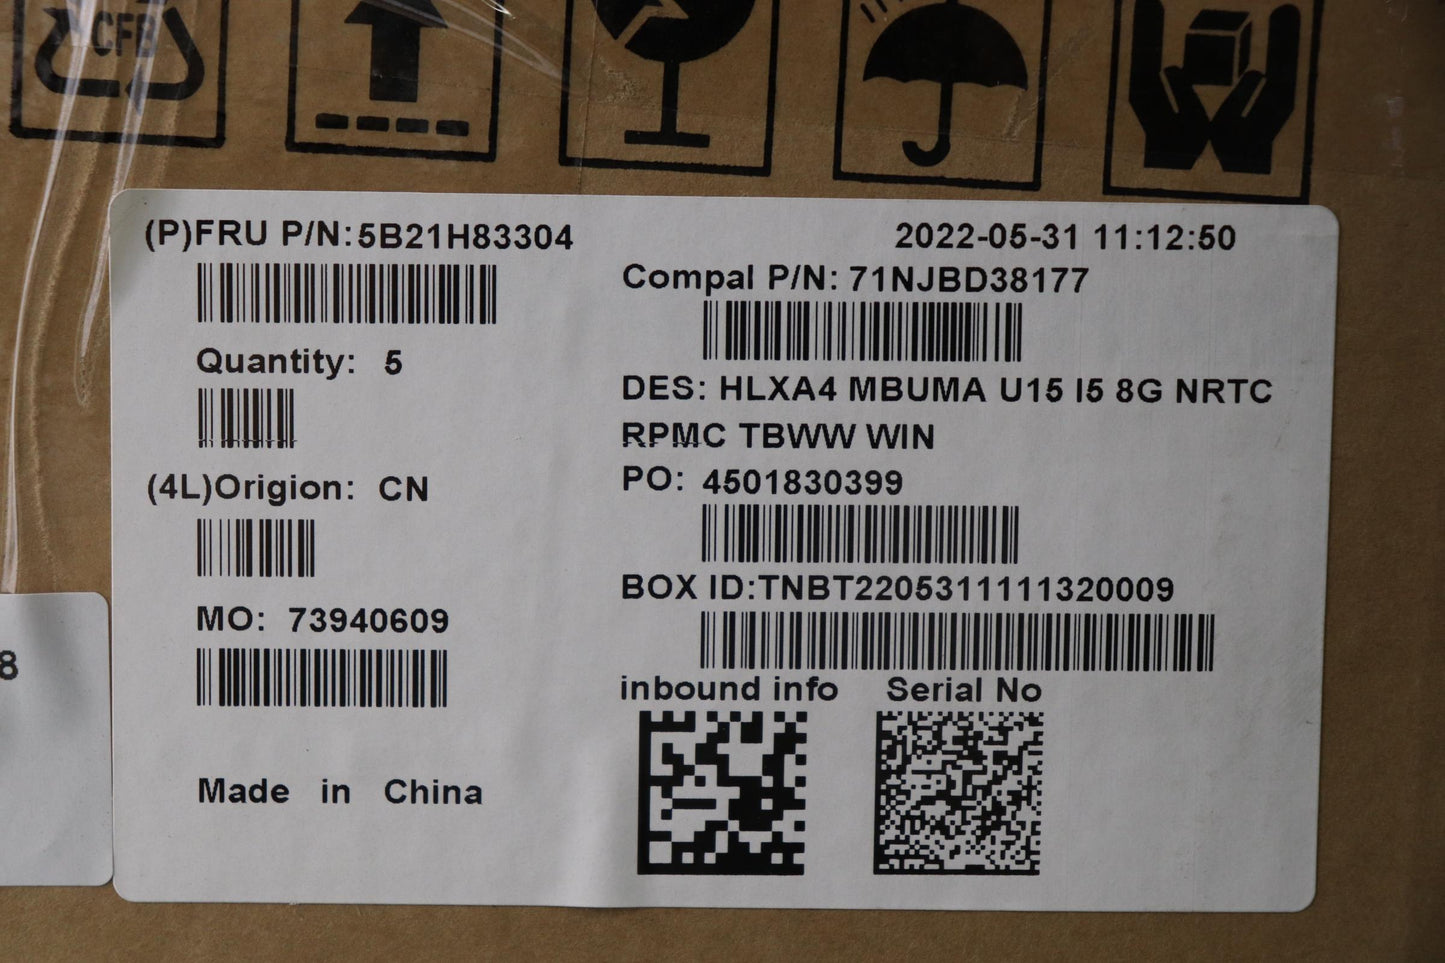 CFB
(P)FRU P/N:5B21H83304
2022-05-31 11:12:50
Compal P/N: 71NJBD38177
Quantity: 5
DES: HLXA4 MBUMA U15 I5 8G NRTC
RPMC TBWW WIN
(4L)Origion: CN
PO: 4501830399
BOX ID:TNBT2205311111320009
MO: 73940609
inbound info
Serial No
8
Made in China